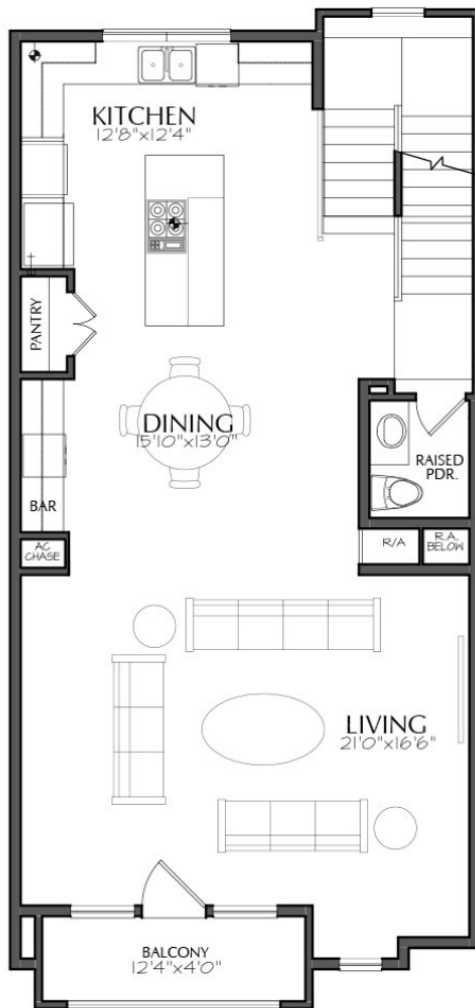 KITCHEN
12'8"x12'4"
PANTRY
DINING
15'10"x13'0"
RAISED
PDR.
BAR
AC
CHASE
R/A
R.A.
BELOW
LIVING
21'0"x16'6"
BALCONY
12'4"x4'0"